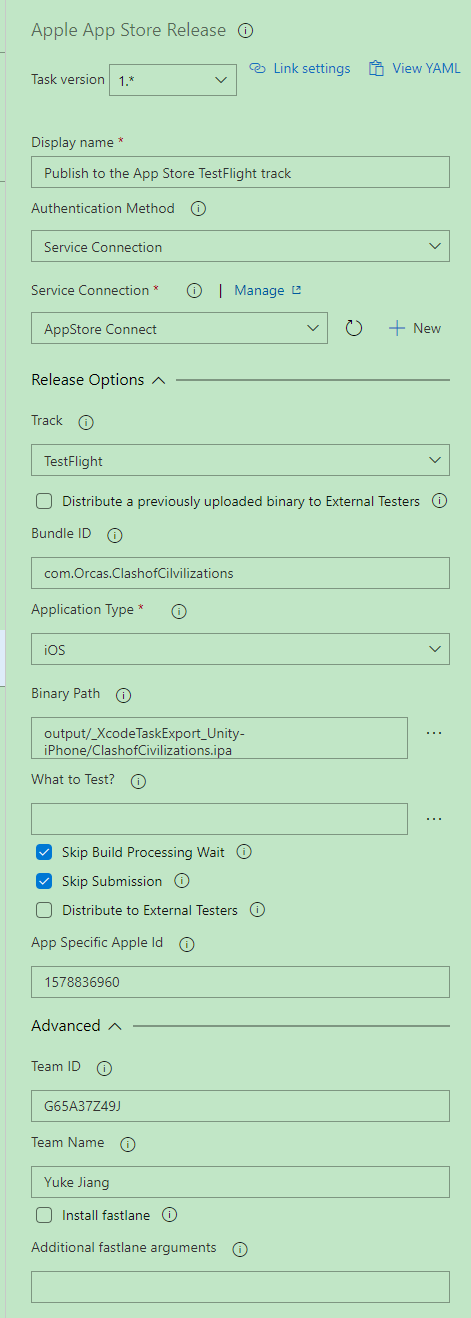 Apple App Store Release
Task version 1.*
Link settings
View YAML
Display name *
Publish to the App Store TestFlight track
Authentication Method
Service Connection
Service Connection * | Manage
AppStore Connect
New
Release Options
Track
TestFlight
Distribute a previously uploaded binary to External Testers
Bundle ID
com.Orcas.ClashofCilvilizations
Application Type *
iOS
Binary Path
output/_XcodeTaskExport_Unity-
iPhone/ClashofCivilizations.ipa
What to Test?
Skip Build Processing Wait
Skip Submission
Distribute to External Testers
App Specific Apple Id
1578836960
Advanced
Team ID
G65A37Z49J
Team Name
Yuke Jiang
Install fastlane
Additional fastlane arguments